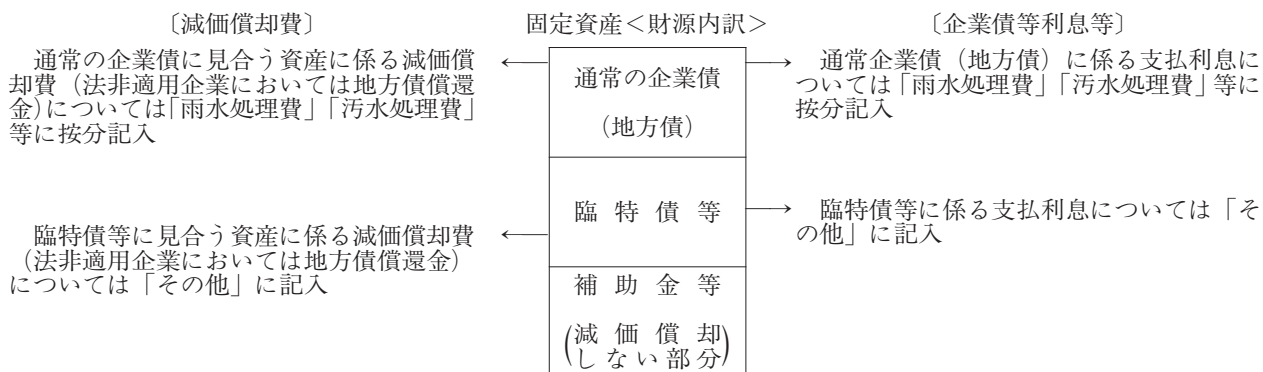 〔減価償却費〕
通常の企業債に見合う資産に係る減価償
却費（法非適用企業においては地方債償還
金）については「雨水処理費」「汚水処理費」
等に按分記入
臨特債等に見合う資産に係る減価償却費
（法非適用企業においては地方債償還金）
については「その他」に記入
固定資産＜財源内訳＞
通常の企業債
（地方債）
臨特債等
補助金等
（減価償却
しない部分）
〔企業債等利息等〕
通常企業債（地方債）に係る支払利息に
ついては「雨水処理費」「汚水処理費」等に
按分記入
臨特債等に係る支払利息については「そ
の他」に記入